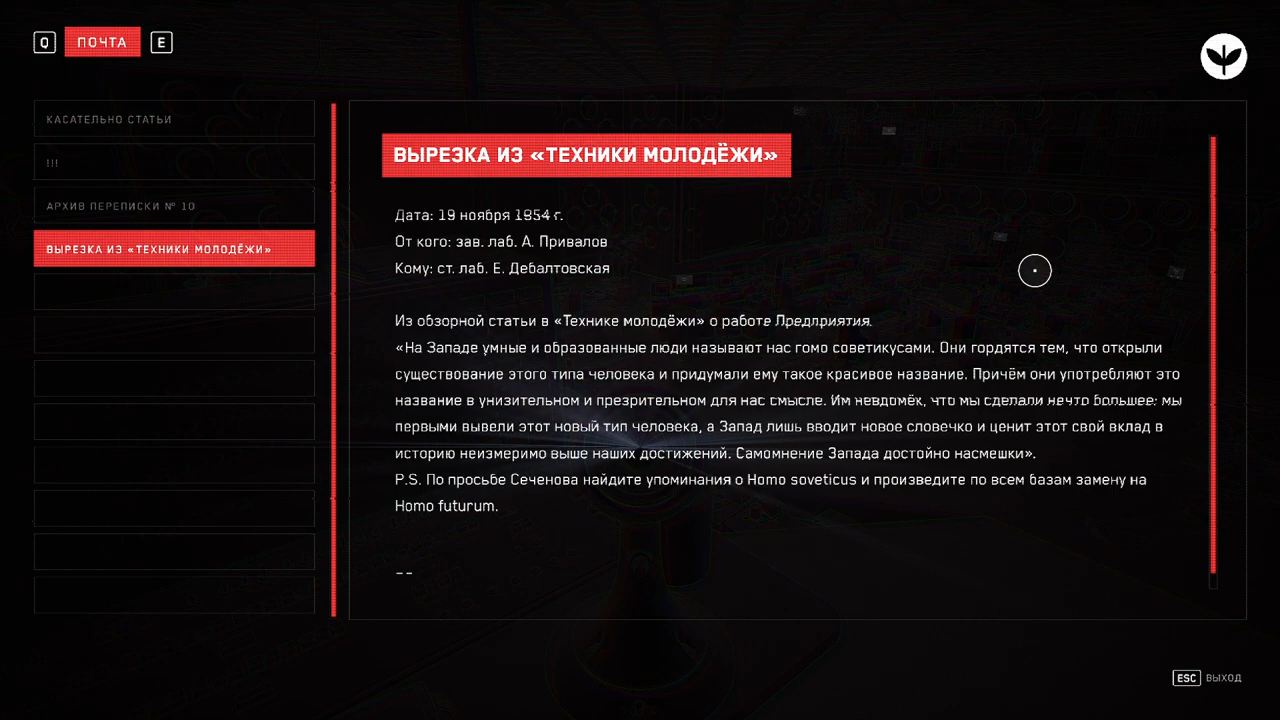 Q ПОЧТА E
КАСАТЕЛЬНО СТАТЬИ
!!!
АРХИВ ПЕРЕПИСКИ № 10
ВЫРЕЗКА ИЗ «ТЕХНИКИ МОЛОДЁЖИ»
ВЫРЕЗКА ИЗ «ТЕХНИКИ МОЛОДЁЖИ»
Дата: 19 ноября 1954 г.
От кого: зав. лаб. А. Привалов
Кому: ст. лаб. Е. Дебалтовская
Из обзорной статьи в «Технике молодёжи» о работе Предприятия.
«На Западе умные и образованные люди называют нас гомо советикусами. Они гордятся тем, что открыли
существование этого типа человека и придумали ему такое красивое название. Причём они употребляют это
название в унизительном и презрительном для нас смысле. Им невдомёк, что мы сделали нечто большее: мы
первыми вывели этот новый тип человека, а Запад лишь вводит новое словечко и ценит этот свой вклад в
историю неизмеримо выше наших достижений. Самомнение Запада достойно насмешки».
P.S. По просьбе Сеченова найдите упоминания о Homo soveticus и произведите по всем базам замену на
Homo futurum.
--
ESC ВЫХОД